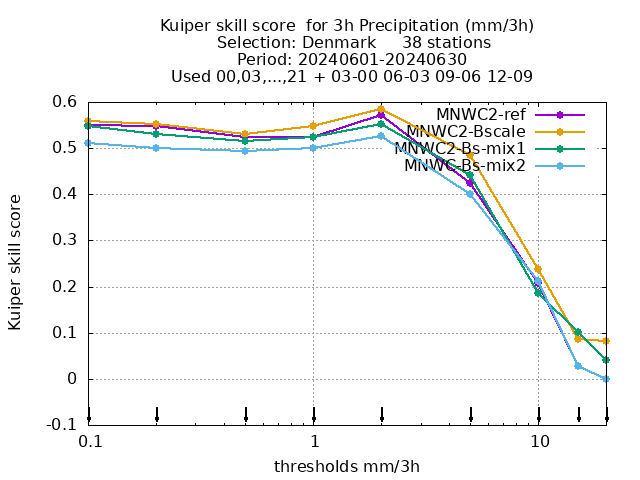 Kuiper skill score  for 3h Precipitation (mm/3h)
Selection: Denmark     38 stations
Period: 20240601-20240630
Used 00,03,...,21 + 03-00 06-03 09-06 12-09
MNWC2-ref
MNWC2-Bscale
MNWC2-Bs-mix1
MNWC-Bs-mix2
Kuiper skill score
0.6
0.5
0.4
0.3
0.2
0.1
0
-0.1
0.1 1 10
thresholds mm/3h